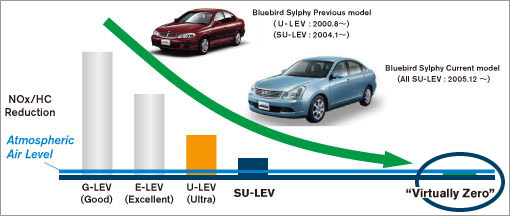 Bluebird Sylphy Previous model
(U-LEV : 2000.8～)
(SU-LEV : 2004.1～)
Bluebird Sylphy Current model
(All SU-LEV : 2005.12 ～)
NOx/HC
Reduction
Atmospheric
Air Level
G-LEV
(Good)
E-LEV
(Excellent)
U-LEV
(Ultra)
SU-LEV
“Virtually Zero”